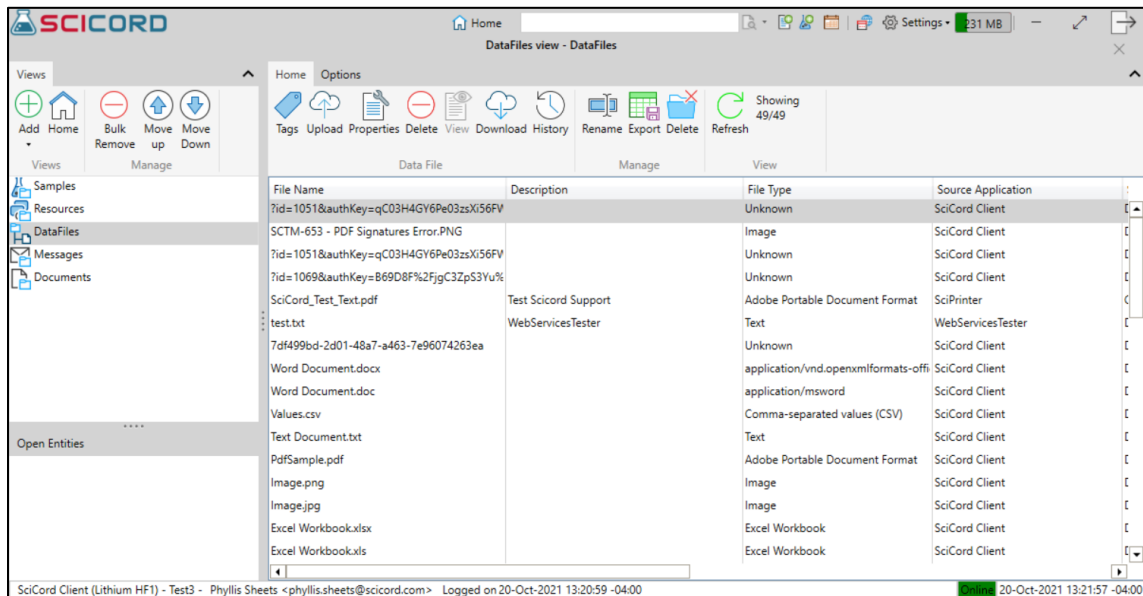 SCICORD
Home
Settings
231 MB
DataFiles view - DataFiles
Views
Home Options
Add Home Bulk Remove Move up Move Down
Views Manage
Tags Upload Properties Delete View Download History Rename Export Delete Refresh
Showing
49/49
Data File Manage View
Samples
Resources
DataFiles
Messages
Documents
Open Entities
File Name Description File Type Source Application
?id=1051&authKey=qC03H4GY6Pe03zsXi56FW Unknown SciCord Client
SCTM-653 - PDF Signatures Error.PNG Image SciCord Client
?id=1051&authKey=qC03H4GY6Pe03zsXi56FW Unknown SciCord Client
?id=1069&authKey=B69D8F%2FjgC3ZpS3Yu% Unknown SciCord Client
SciCord_Test_Text.pdf Test Scicord Support Adobe Portable Document Format SciPrinter
test.txt WebServicesTester Text WebServicesTester
7df499bd-2d01-48a7-a463-7e96074263ea Unknown SciCord Client
Word Document.docx application/vnd.openxmlformats-offi SciCord Client
Word Document.doc application/msword SciCord Client
Values.csv Comma-separated values (CSV) SciCord Client
Text Document.txt Text SciCord Client
PdfSample.pdf Adobe Portable Document Format SciCord Client
Image.png Image SciCord Client
Image.jpg Image SciCord Client
Excel Workbook.xlsx Excel Workbook SciCord Client
Excel Workbook.xls Excel Workbook SciCord Client
SciCord Client (Lithium HF1) - Test3 - Phyllis Sheets <phyllis.sheets@scicord.com> Logged on 20-Oct-2021 13:20:59 -04:00 Online 20-Oct-2021 13:21:57 -04:00